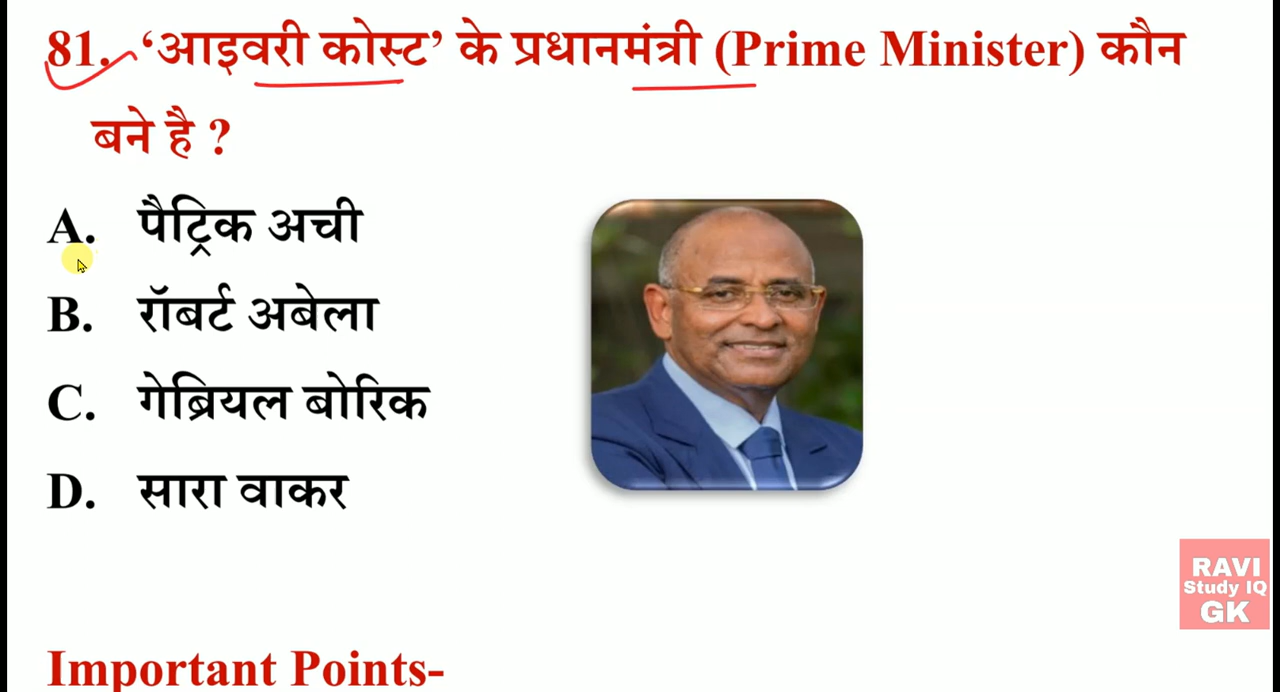 81. ‘आइवरी कोस्ट’ के प्रधानमंत्री (Prime Minister) कौन
बने है ?
A. पैट्रिक अची
B. रॉबर्ट अबेला
C. गेब्रियल बोरिक
D. सारा वाकर
RAVI
Study IQ
GK
Important Points-